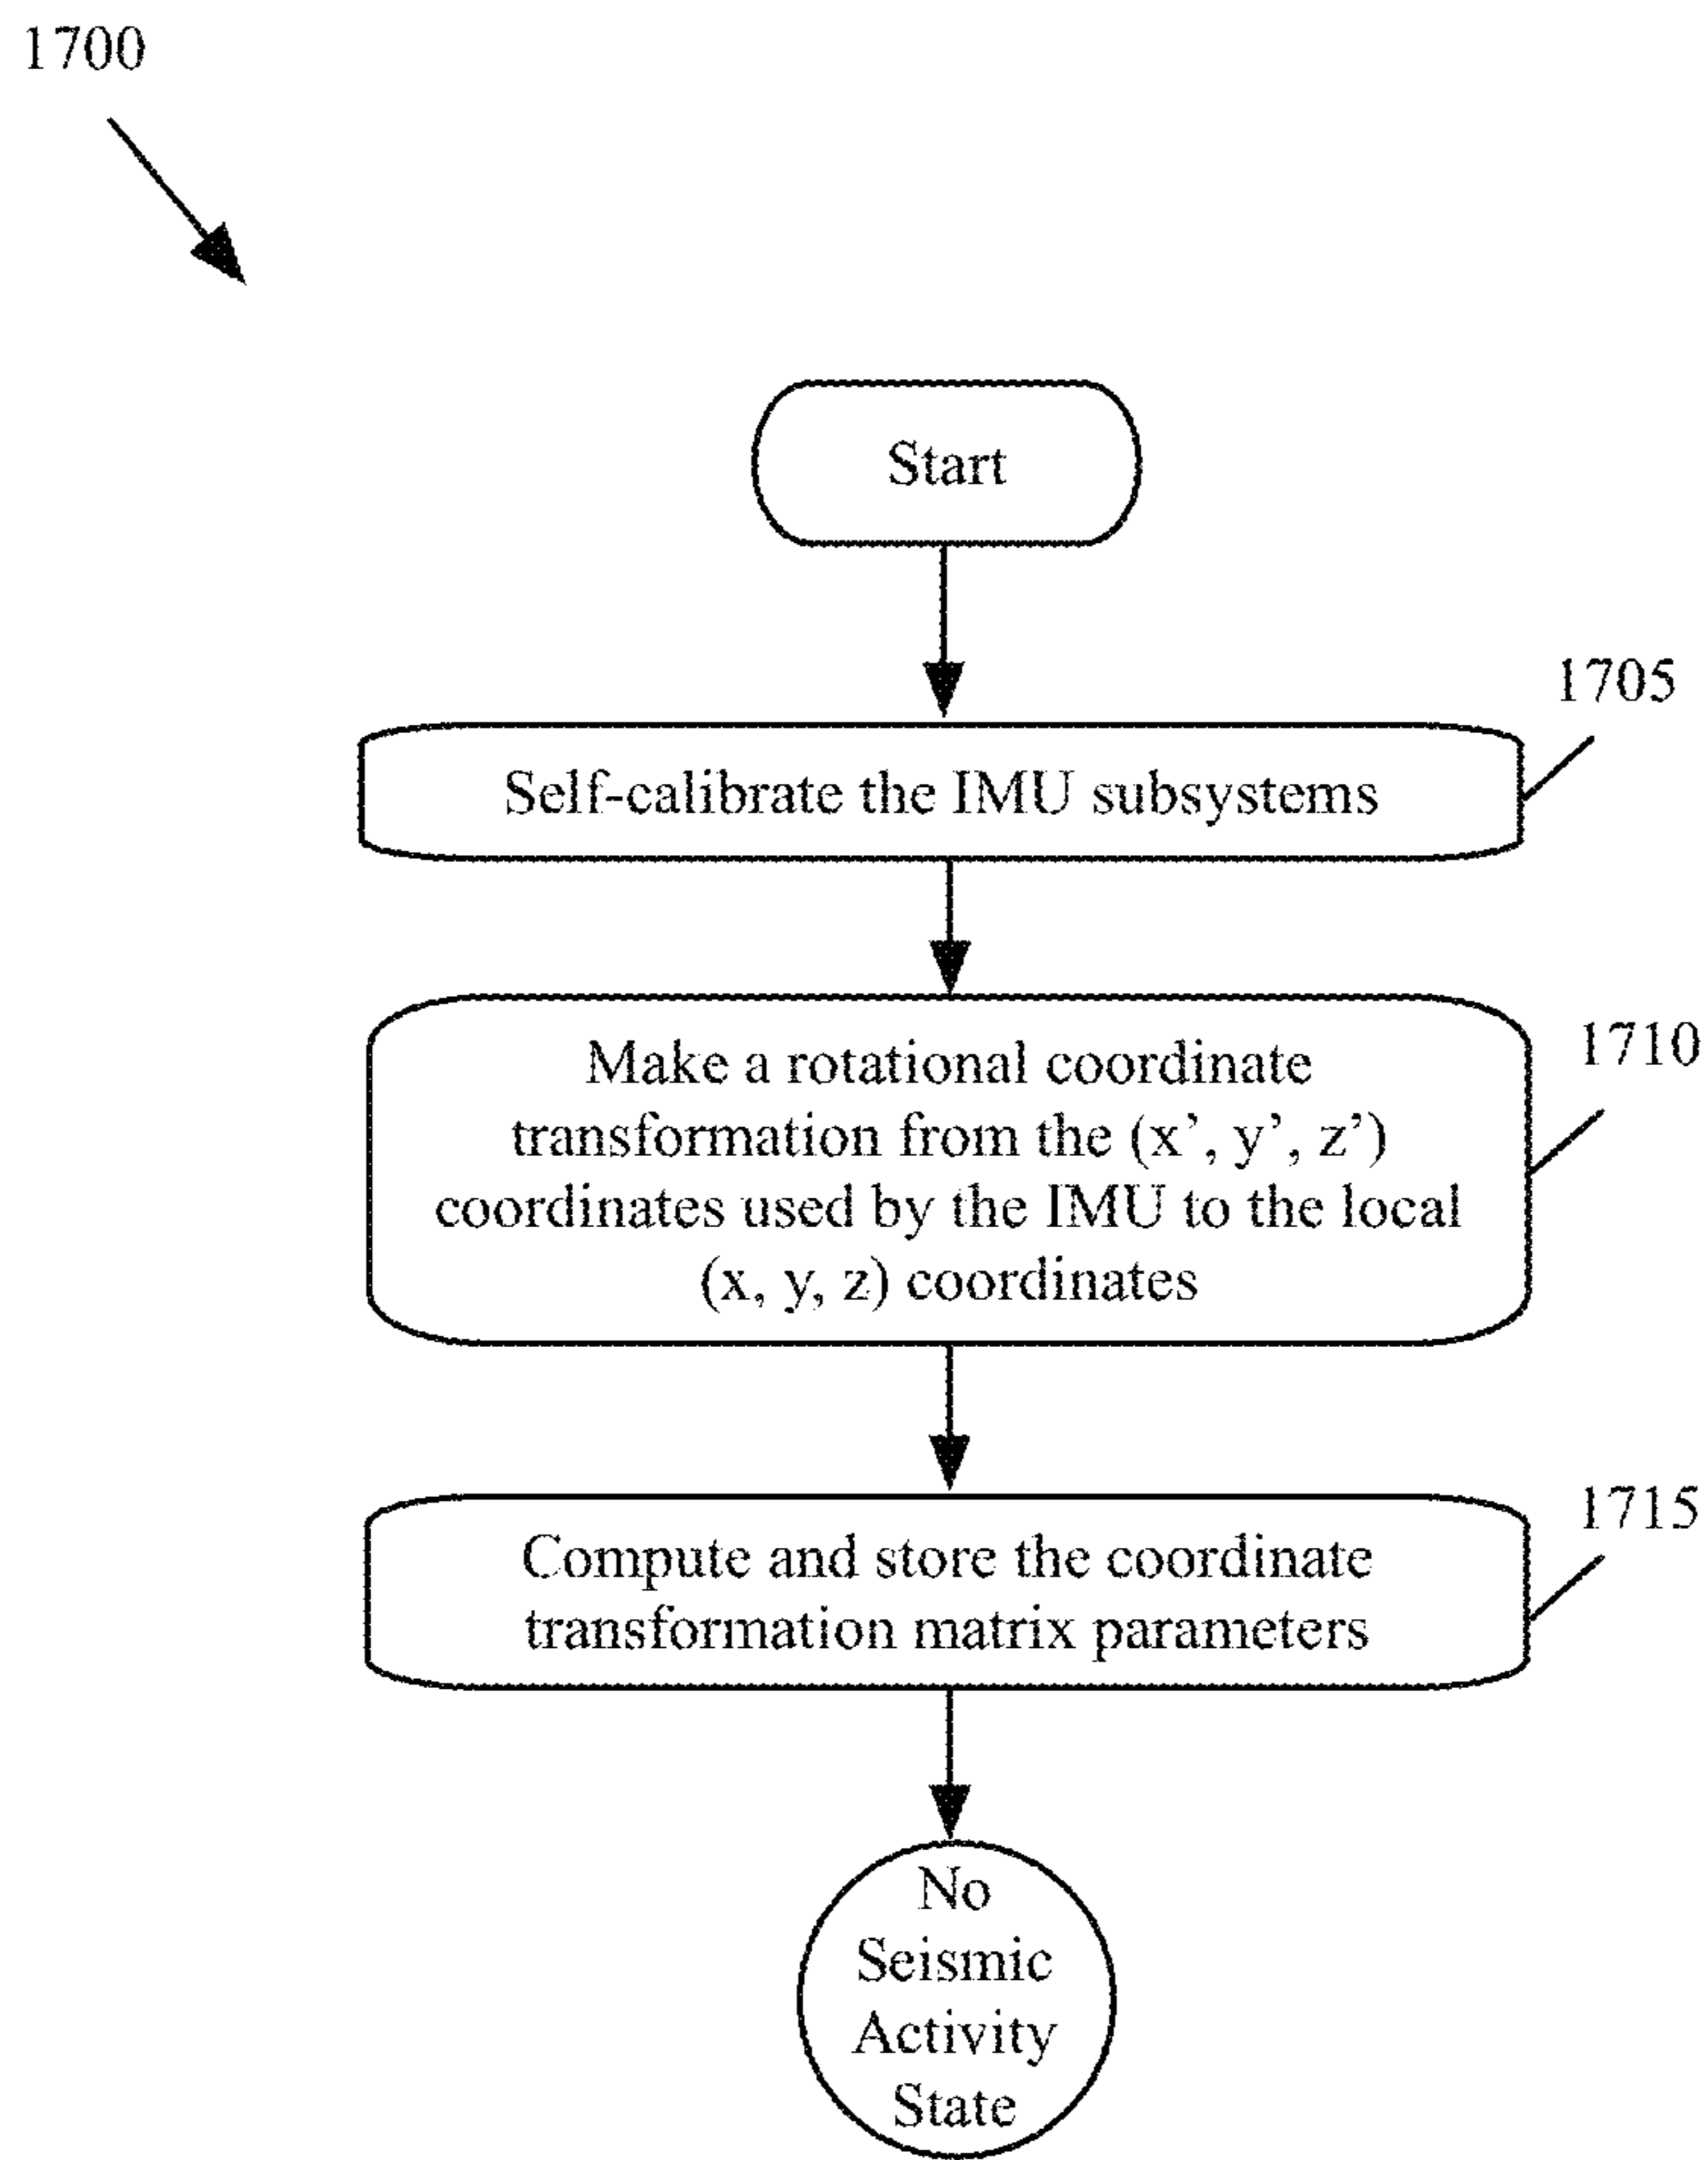 1700
Start
1705
Self-calibrate the IMU subsystems
1710
Make a rotational coordinate
transformation from the (x’, y’, z’)
coordinates used by the IMU to the local
(x, y, z) coordinates
1715
Compute and store the coordinate
transformation matrix parameters
No
Seismic
Activity
State